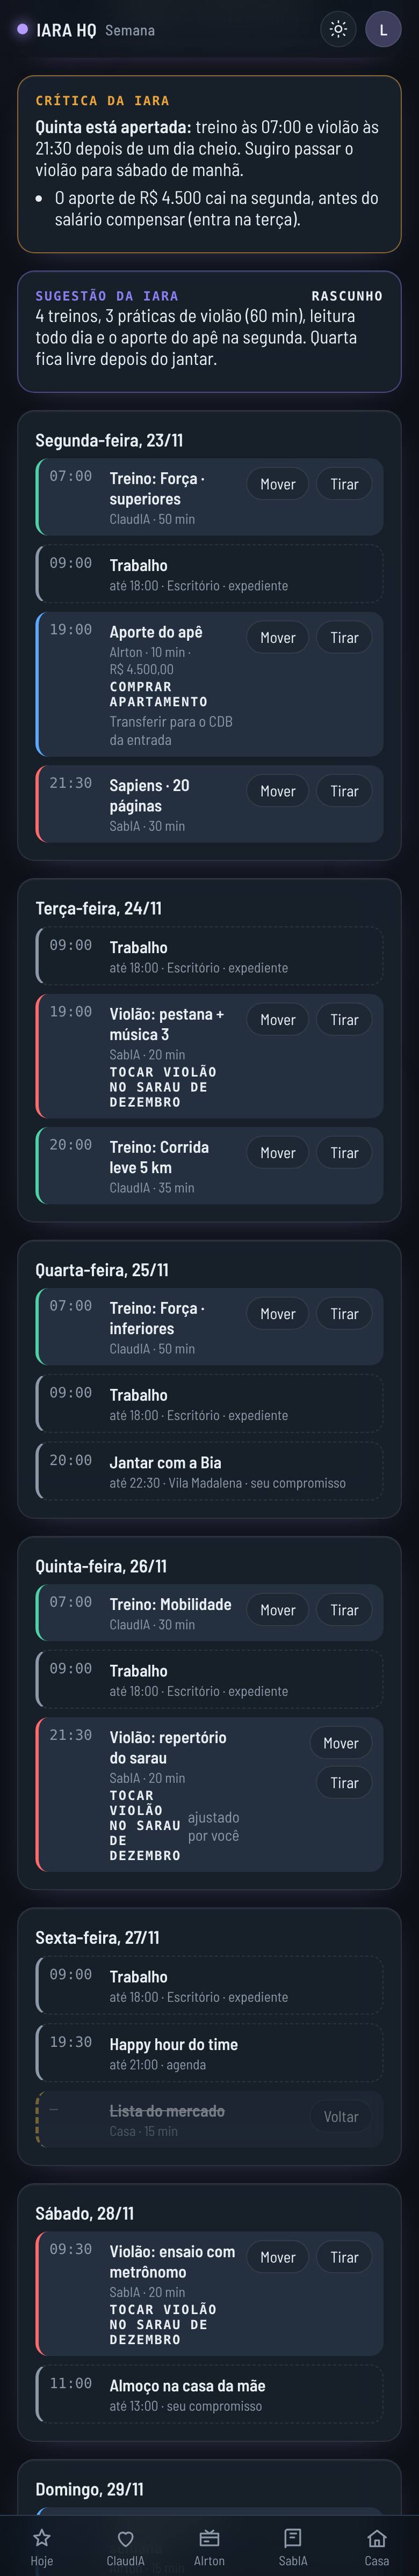 IARA HQ Semana
L
CRÍTICA DA IARA
Quinta está apertada: treino às 07:00 e violão às
21:30 depois de um dia cheio. Sugiro passar o
violão para sábado de manhã.
• O aporte de R$ 4.500 cai na segunda, antes do
salário compensar (entra na terça).
SUGESTÃO DA IARA RASCUNHO
4 treinos, 3 práticas de violão (60 min), leitura
todo dia e o aporte do apê na segunda. Quarta
fica livre depois do jantar.
Segunda-feira, 23/11
07:00 Treino: Força · Mover Tirar
superiores
ClaudIA · 50 min
09:00 Trabalho
até 18:00 · Escritório · expediente
19:00 Aporte do apê Mover Tirar
AIrton · 10 min ·
R$ 4.500,00
COMPRAR
APARTAMENTO
Transferir para o CDB
da entrada
21:30 Sapiens · 20 Mover Tirar
páginas
SabIA · 30 min
Terça-feira, 24/11
09:00 Trabalho
até 18:00 · Escritório · expediente
19:00 Violão: pestana + Mover Tirar
música 3
SabIA · 20 min
TOCAR VIOLÃO
NO SARAU DE
DEZEMBRO
20:00 Treino: Corrida Mover Tirar
leve 5 km
ClaudIA · 35 min
Quarta-feira, 25/11
07:00 Treino: Força · Mover Tirar
inferiores
ClaudIA · 50 min
09:00 Trabalho
até 18:00 · Escritório · expediente
20:00 Jantar com a Bia
até 22:30 · Vila Madalena · seu compromisso
Quinta-feira, 26/11
07:00 Treino: Mobilidade Mover Tirar
ClaudIA · 30 min
09:00 Trabalho
até 18:00 · Escritório · expediente
21:30 Violão: repertório Mover
do sarau Tirar
SabIA · 20 min
TOCAR
VIOLÃO
NO SARAU
DE
DEZEMBRO
ajustado
por você
Sexta-feira, 27/11
09:00 Trabalho
até 18:00 · Escritório · expediente
19:30 Happy hour do time
até 21:00 · agenda
— Lista do mercado Voltar
Casa · 15 min
Sábado, 28/11
09:30 Violão: ensaio com Mover Tirar
metrônomo
SabIA · 20 min
TOCAR VIOLÃO
NO SARAU DE
DEZEMBRO
11:00 Almoço na casa da mãe
até 13:00 · seu compromisso
Domingo, 29/11
Hoje ClaudIA AIrton SabIA Casa